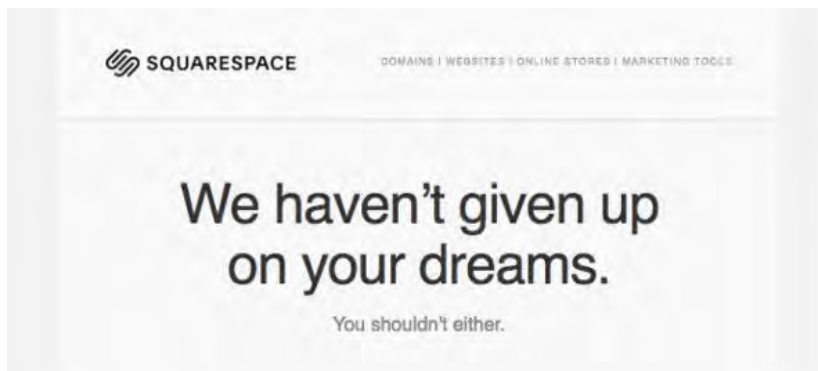 SQUARESPACE
DOMAINS | WEBSITES | ONLINE STORES | MARKETING TOOLS
We haven't given up
on your dreams.
You shouldn't either.